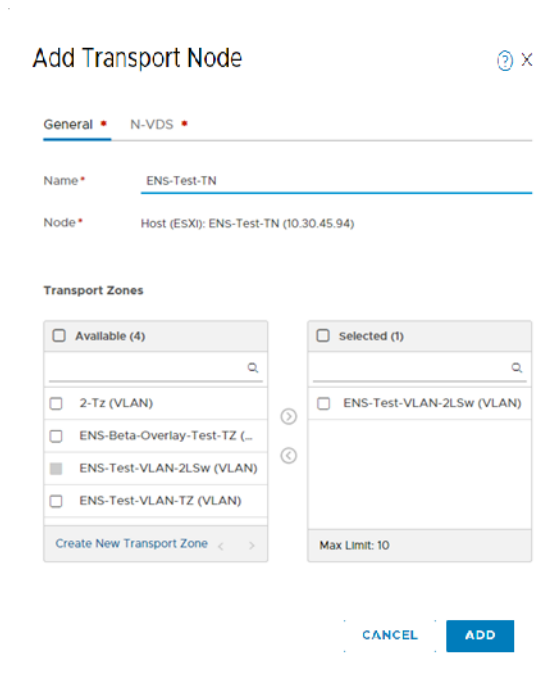 Add Transport Node
General • N-VDS •
Name* ENS-Test-TN
Node* Host (ESXi): ENS-Test-TN (10.30.45.94)
Transport Zones
Available (4) Selected (1)
2-Tz (VLAN) ENS-Test-VLAN-2LSw (VLAN)
ENS-Beta-Overlay-Test-TZ (...
ENS-Test-VLAN-2LSw (VLAN)
ENS-Test-VLAN-TZ (VLAN)
Create New Transport Zone Max Limit: 10
CANCEL ADD